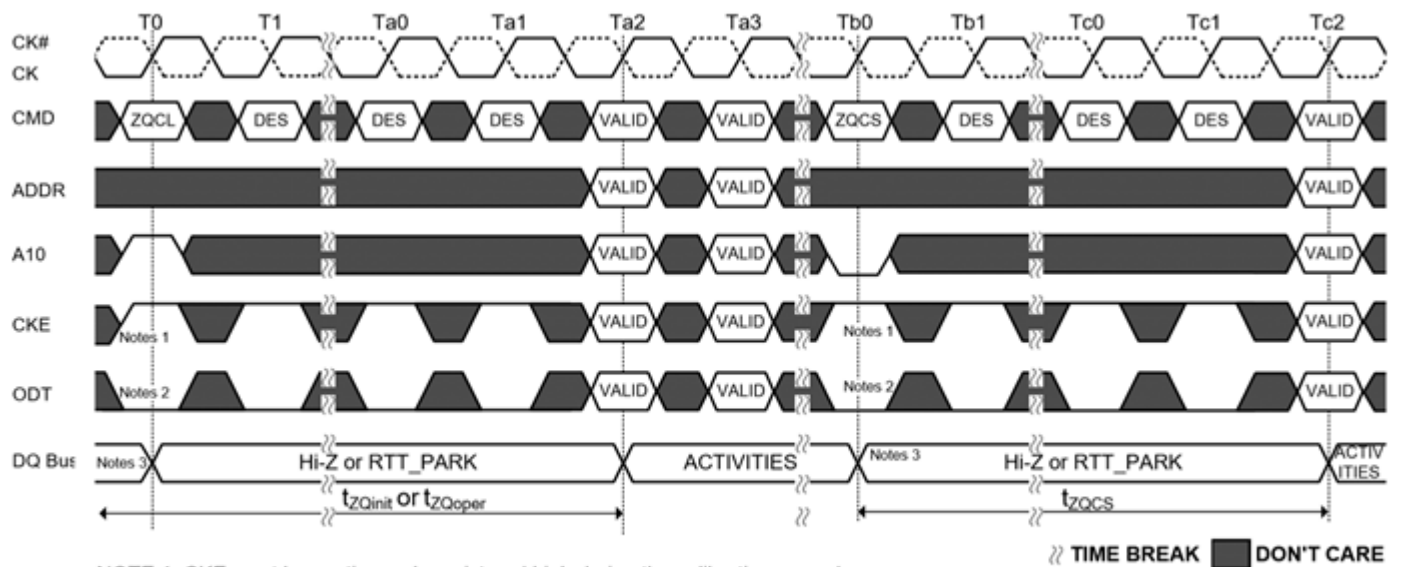 T0 T1 Ta0 Ta1 Ta2 Ta3 Tb0 Tb1 Tc0 Tc1 Tc2
CK#
CK
CMD ZQCL DES DES DES VALID VALID ZQCS DES DES DES VALID
ADDR VALID VALID VALID
A10 VALID VALID VALID
CKE Notes 1 VALID VALID Notes 1 VALID
ODT Notes 2 VALID VALID Notes 2 VALID
DQ Bus Notes 3 Hi-Z or RTT_PARK ACTIVITIES Notes 3 Hi-Z or RTT_PARK ACTIV
ITIES
tZQinit or tZQoper tZQCS
TIME BREAK DON'T CARE